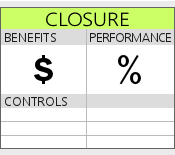 CLOSURE
BENEFITS PERFORMANCE
$ %
CONTROLS